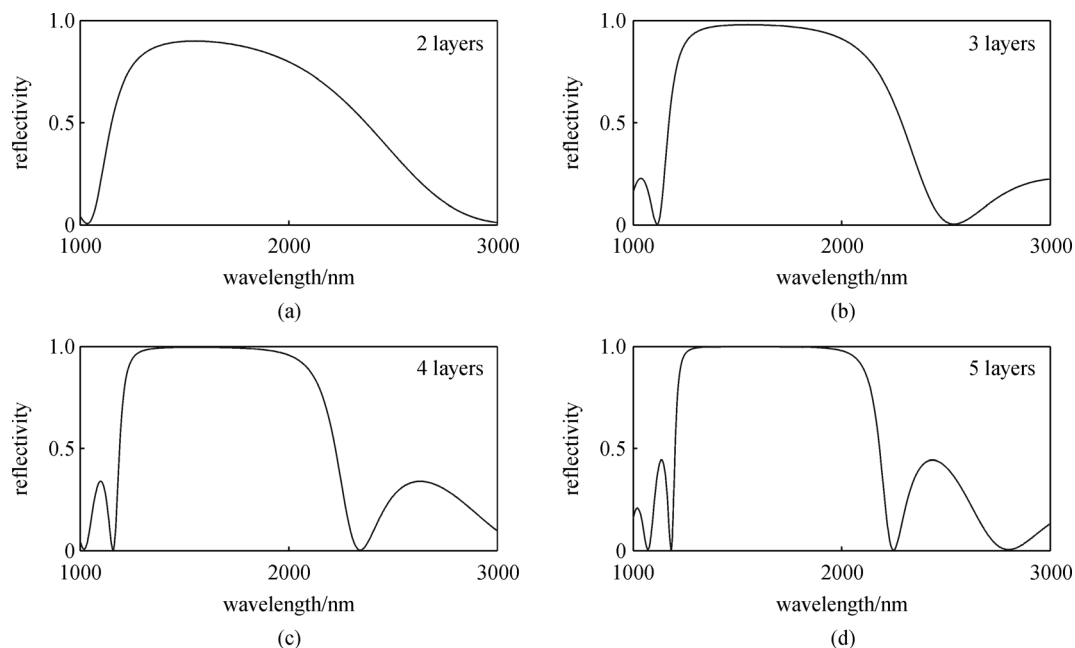 1.0
2 layers
reflectivity
0.5
0
1000
2000
3000
wavelength/nm
(a)
1.0
3 layers
reflectivity
0.5
0
1000
2000
3000
wavelength/nm
(b)
1.0
4 layers
reflectivity
0.5
0
1000
2000
3000
wavelength/nm
(c)
1.0
5 layers
reflectivity
0.5
0
1000
2000
3000
wavelength/nm
(d)